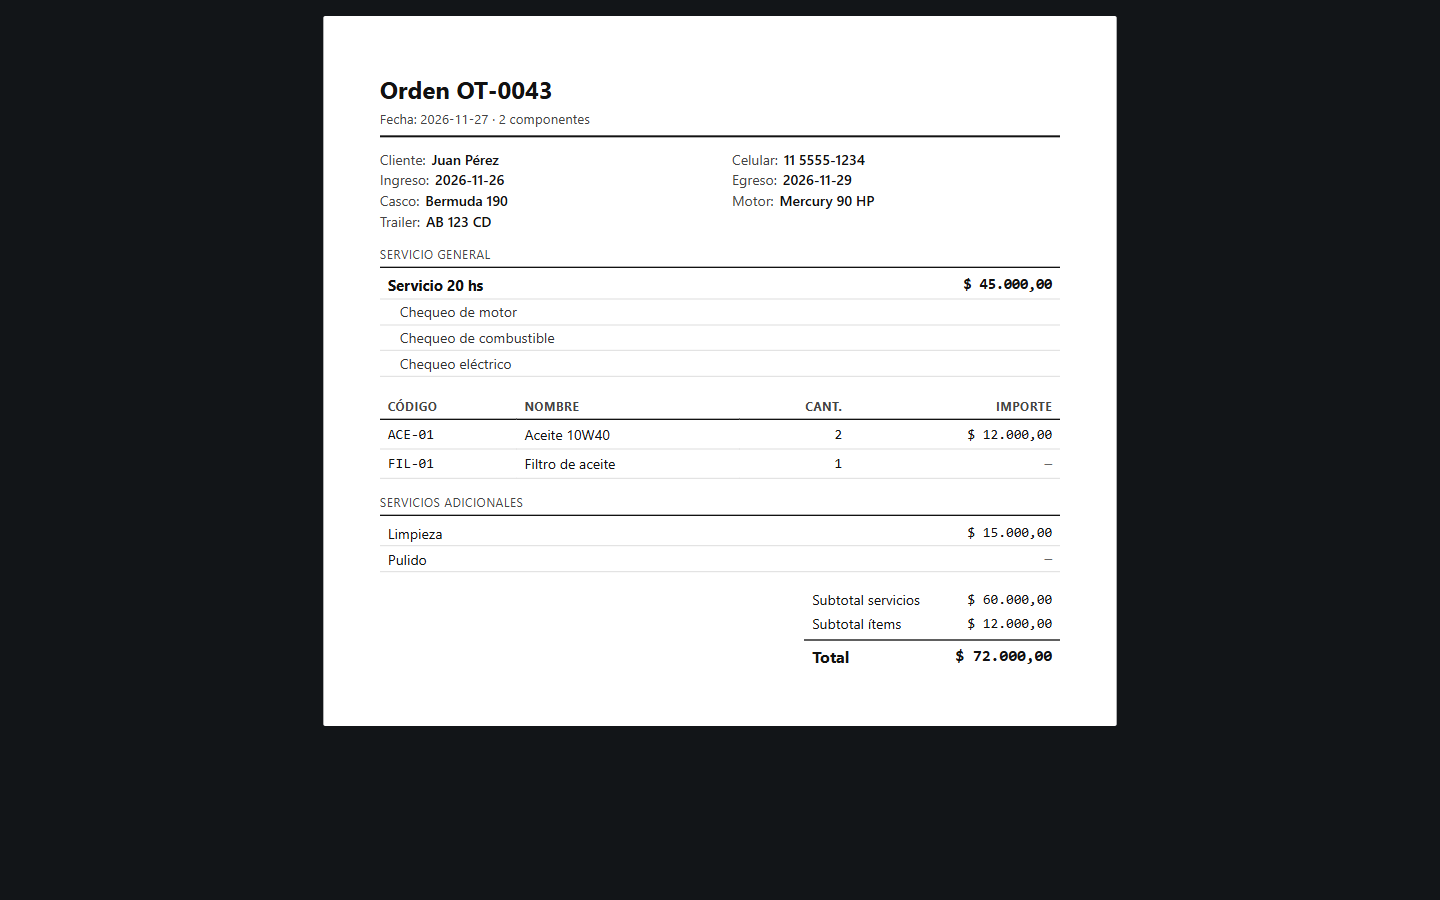 Orden OT-0043
Fecha: 2026-11-27 · 2 componentes
Cliente: Juan Pérez Celular: 11 5555-1234
Ingreso: 2026-11-26 Egreso: 2026-11-29
Casco: Bermuda 190 Motor: Mercury 90 HP
Trailer: AB 123 CD
SERVICIO GENERAL
Servicio 20 hs $ 45.000,00
Chequeo de motor
Chequeo de combustible
Chequeo eléctrico
CÓDIGO NOMBRE CANT. IMPORTE
ACE-01 Aceite 10W40 2 $ 12.000,00
FIL-01 Filtro de aceite 1 —
SERVICIOS ADICIONALES
Limpieza $ 15.000,00
Pulido —
Subtotal servicios $ 60.000,00
Subtotal ítems $ 12.000,00
Total $ 72.000,00